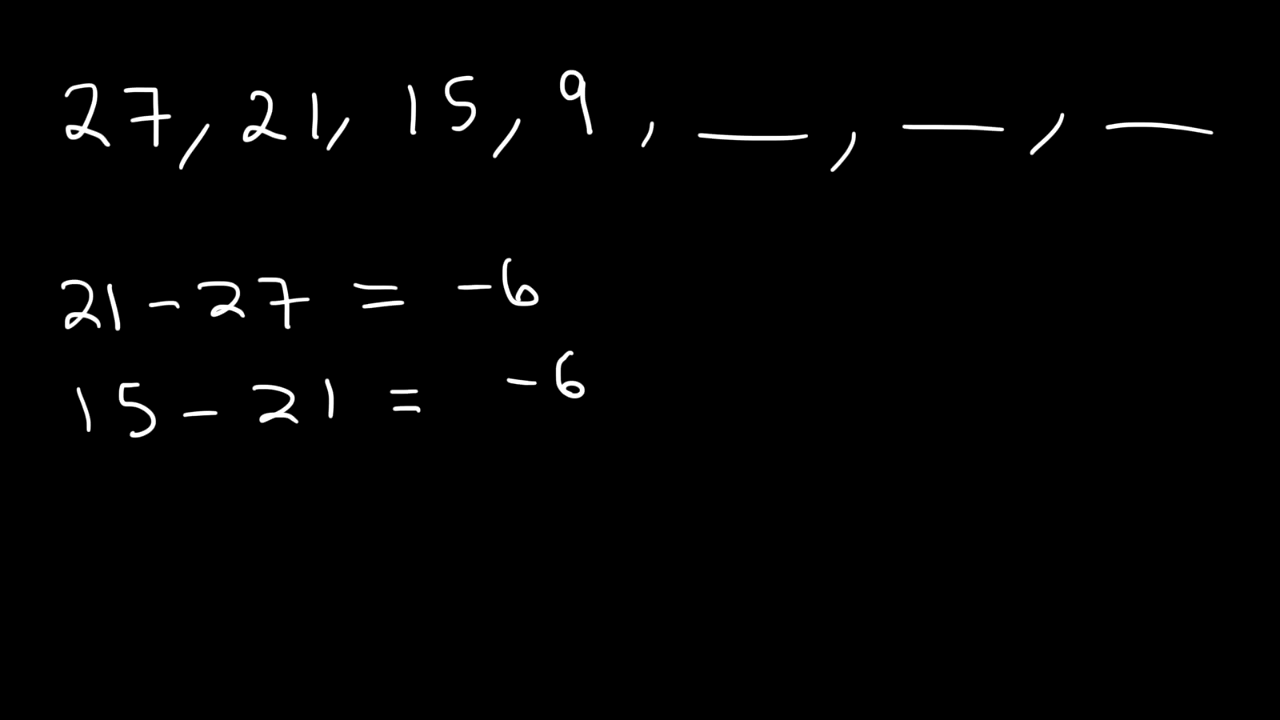 27, 21, 15, 9, __, __, __
21 - 27 = -6
15 - 21 = -6